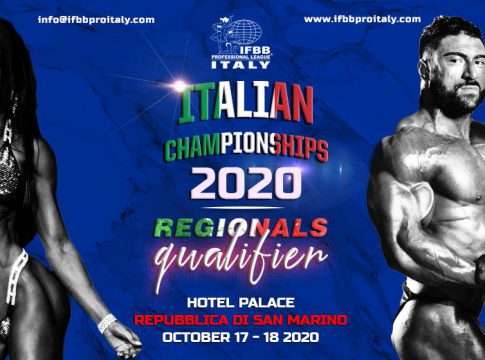 info@ifbbproitaly.com
www.ifbbproitaly.com
IFBB
PROFESSIONAL LEAGUE
ITALY
ITALIAN
CHAMPIONSHIPS
2020
REGIONALS
qualifier
HOTEL PALACE
REPUBBLICA DI SAN MARINO
OCTOBER 17 - 18 2020